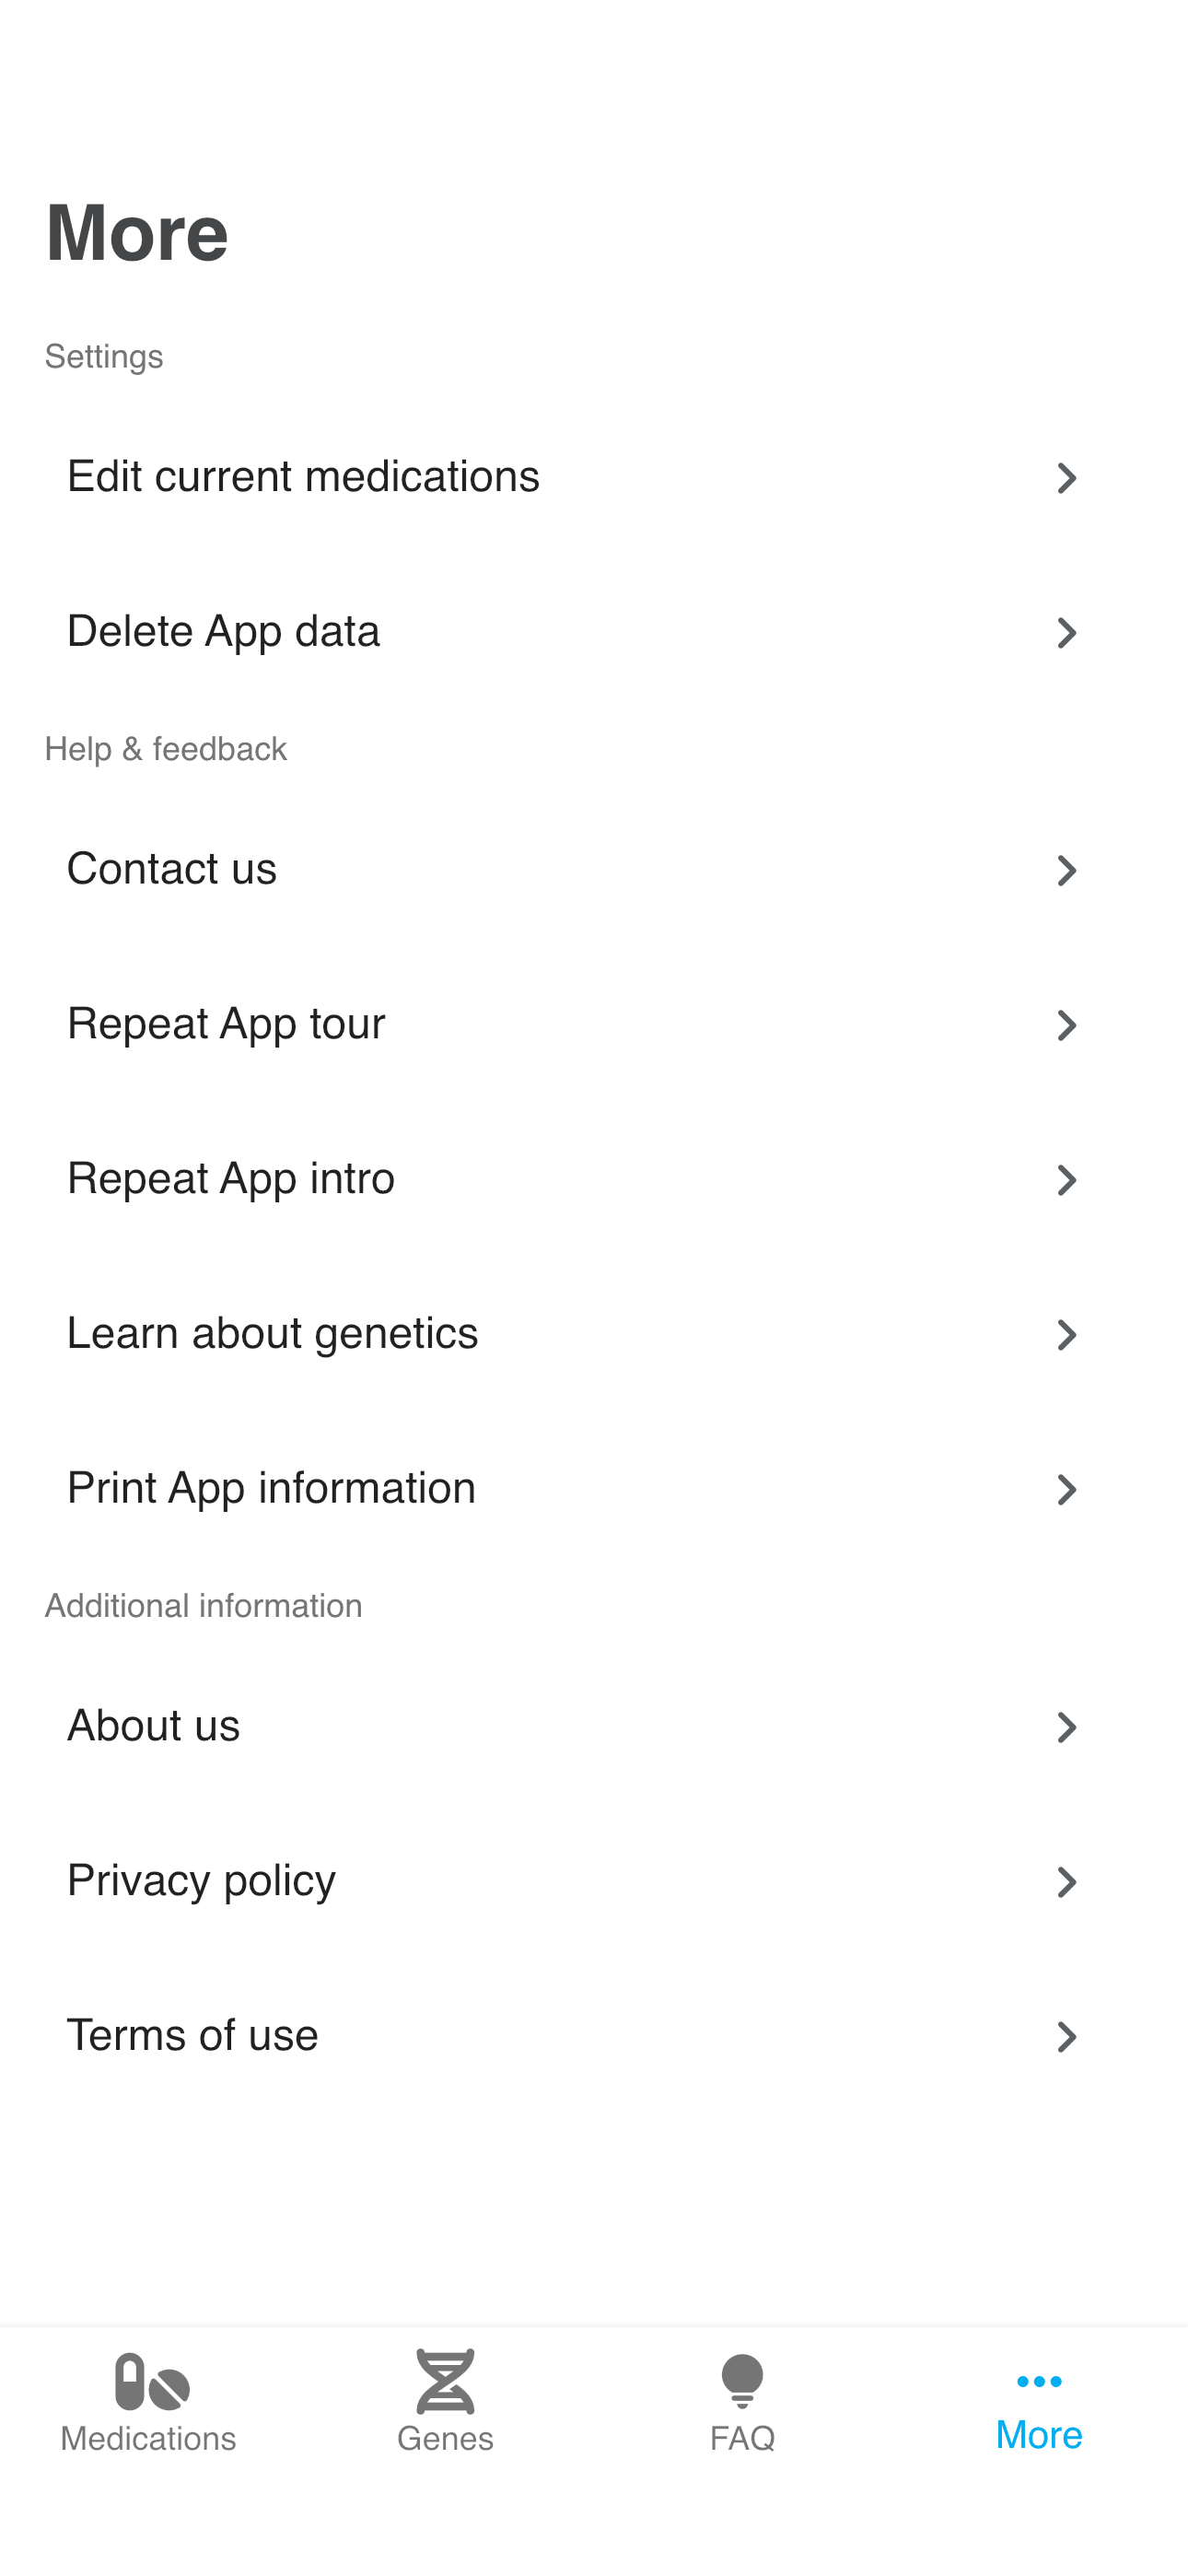 More
Settings
Edit current medications
Delete App data
Help & feedback
Contact us
Repeat App tour
Repeat App intro
Learn about genetics
Print App information
Additional information
About us
Privacy policy
Terms of use
Medications
Genes
FAQ
More